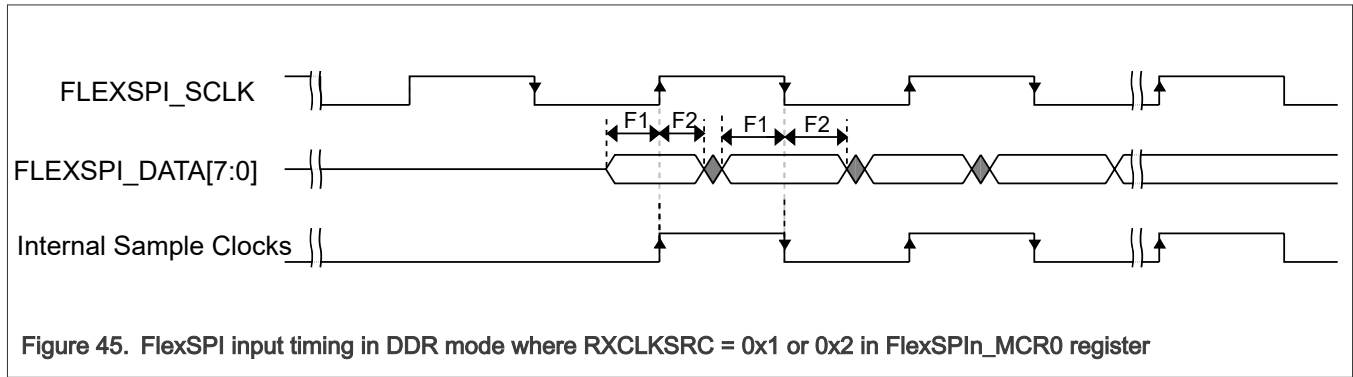 FLEXSPI_SCLK
F1 F2 F1 F2
FLEXSPI_DATA[7:0]
Internal Sample Clocks
Figure 45. FlexSPI input timing in DDR mode where RXCLKSRC = 0x1 or 0x2 in FlexSPIn_MCR0 register